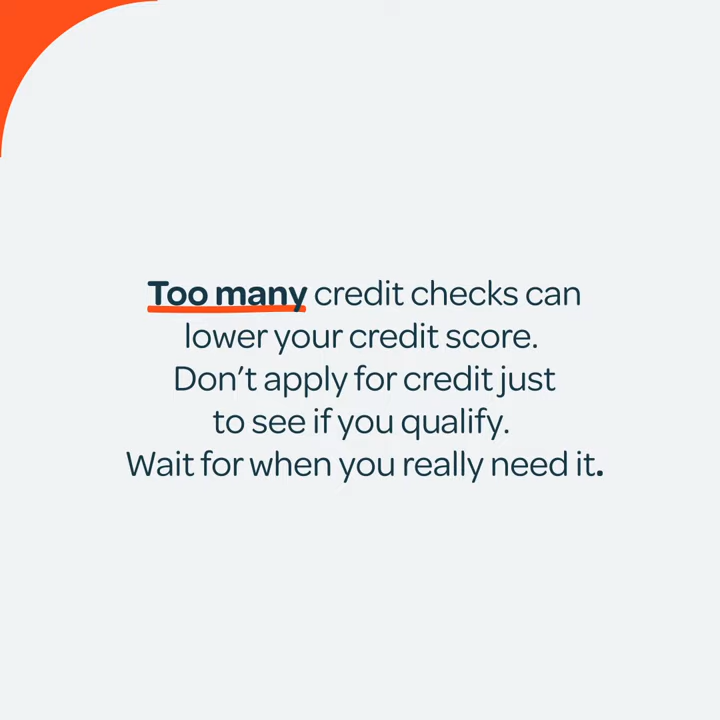 Too many credit checks can
lower your credit score.
Don’t apply for credit just
to see if you qualify.
Wait for when you really need it.